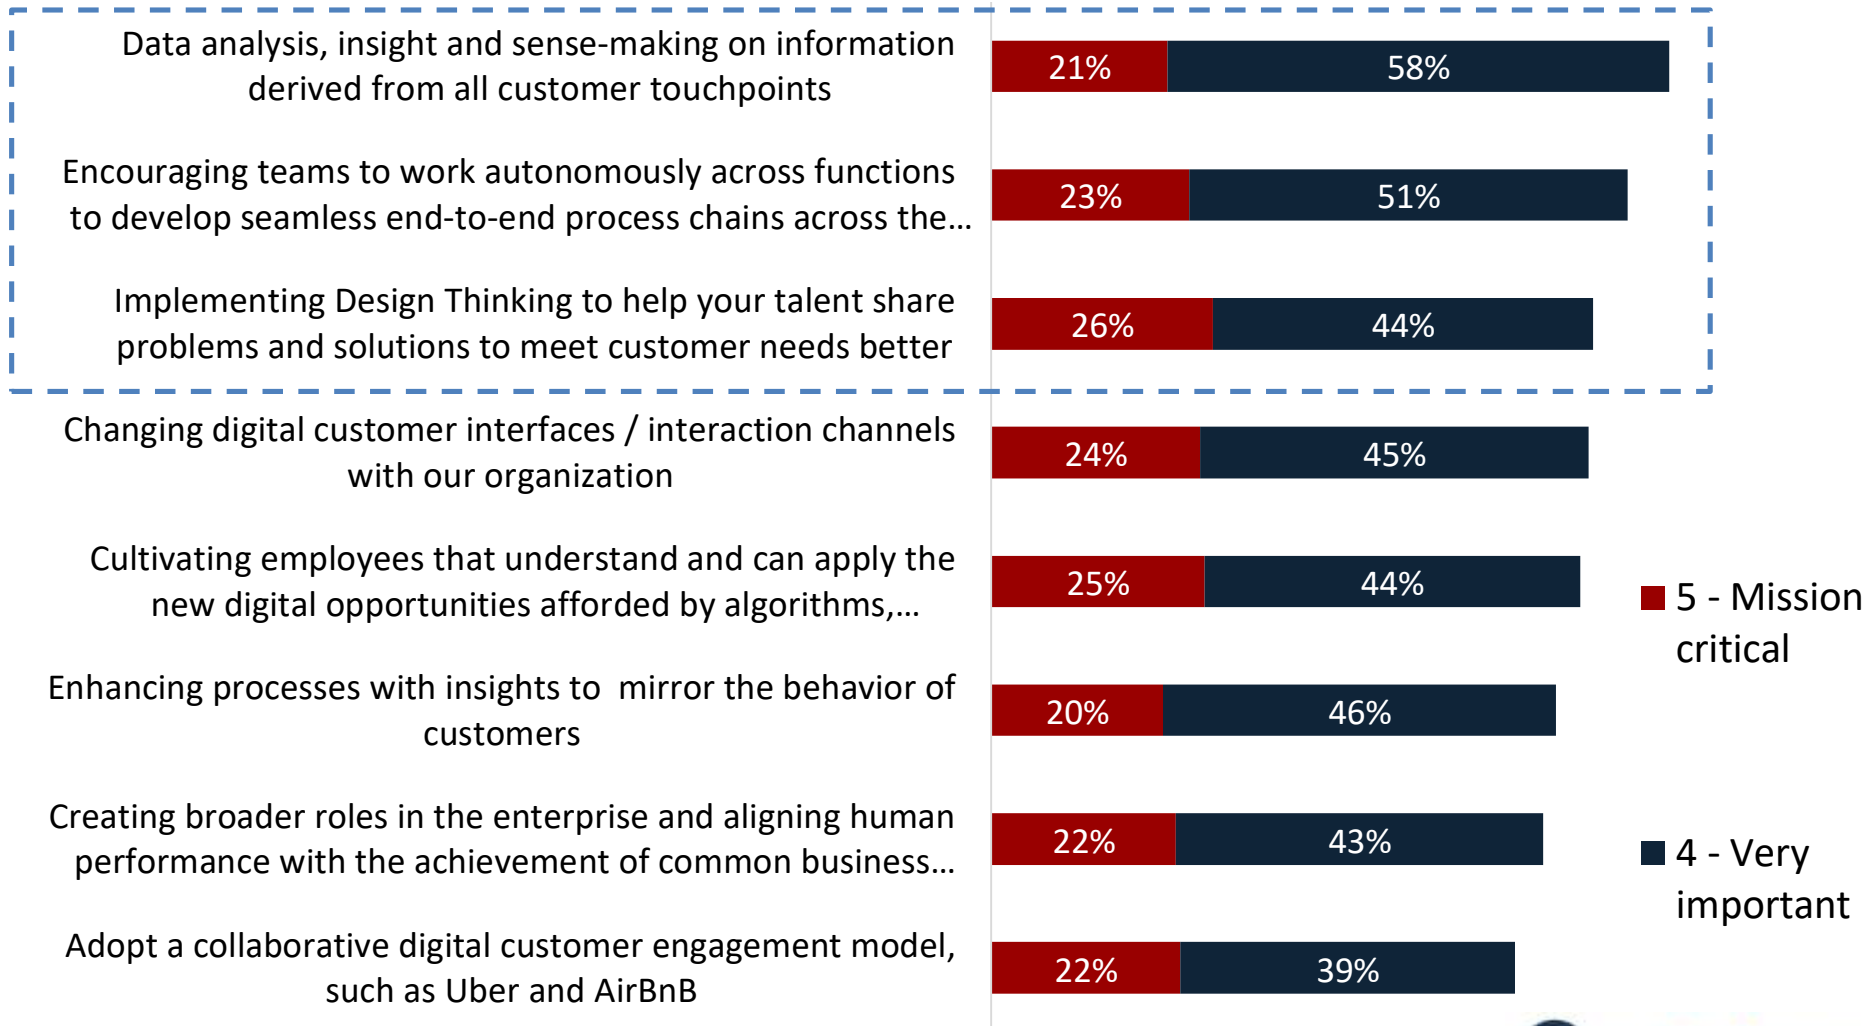 Data analysis, insight and sense-making on information
derived from all customer touchpoints
21% 58%
Encouraging teams to work autonomously across functions
to develop seamless end-to-end process chains across the…
23% 51%
Implementing Design Thinking to help your talent share
problems and solutions to meet customer needs better
26% 44%
Changing digital customer interfaces / interaction channels
with our organization
24% 45%
Cultivating employees that understand and can apply the
new digital opportunities afforded by algorithms,…
25% 44%
Enhancing processes with insights to  mirror the behavior of
customers
20% 46%
Creating broader roles in the enterprise and aligning human
performance with the achievement of common business…
22% 43%
Adopt a collaborative digital customer engagement model,
such as Uber and AirBnB
22% 39%
5 - Mission
critical
4 - Very
important